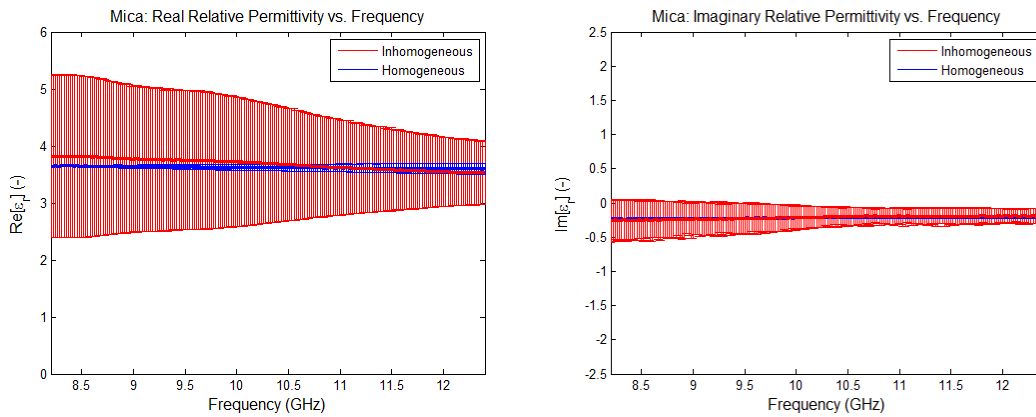 Mica: Real Relative Permittivity vs. Frequency
6
5
4
3
2
1
0
8.5 9 9.5 10 10.5 11 11.5 12
Re[εr] (-)
Frequency (GHz)
Inhomogeneous
Homogeneous
Mica: Imaginary Relative Permittivity vs. Frequency
2.5
2
1.5
1
0.5
0
-0.5
-1
-1.5
-2
-2.5
8.5 9 9.5 10 10.5 11 11.5 12
Im[εr] (-)
Frequency (GHz)
Inhomogeneous
Homogeneous